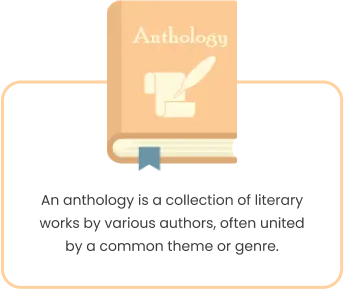 Anthology
An anthology is a collection of literary
works by various authors, often united
by a common theme or genre.